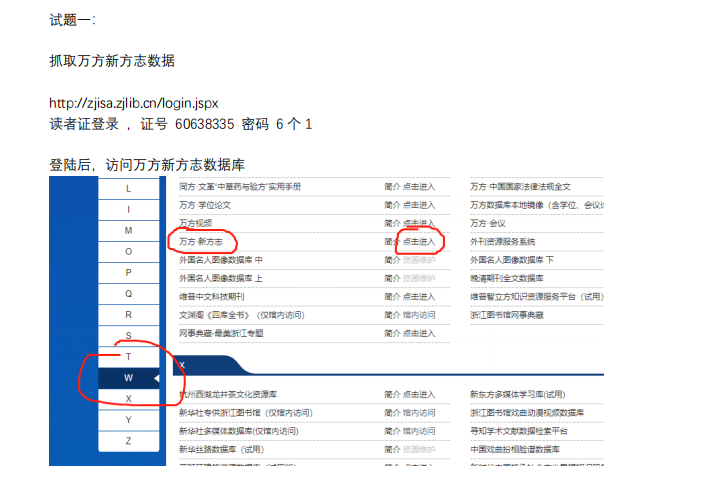 试题一：
抓取万方新方志数据
http://zjisa.zjlib.cn/login.jspx
读者证登录 ，证号 60638335 密码 6个1
登陆后，访问万方新方志数据库
L
I
M
O
P
Q
R
S
T
W
X
Y
Z
同方·文革"中草药与验方"实用手册 简介 点击进入 万方·中国国家法律法规全文
万方·学位论文 简介 点击进入 万方数据库本地镜像（含学位、会议论
万方视频 简介 点击进入 万方·会议
万方·新方志 简介 点击进入 外刊资源服务系统
外国名人图像数据库 中 简介 资源维护 外国名人图像数据库 下
外国名人图像数据库 上 简介 资源维护 晚清期刊全文数据库
维普中文科技期刊 简介 点击进入 维普智立方知识资源服务平台（试用）
文渊阁《四库全书》（仅馆内访问） 简介 馆内访问 浙江图书馆网事典藏
网事典藏-最美浙江专题 简介 点击进入
X
杭州西湖龙井茶文化资源库 简介 点击进入 新东方多媒体学习库(试用)
新华社专供浙江图书馆（仅馆内访问） 简介 馆内访问 浙江图书馆戏曲动漫视频数据库
新华社多媒体数据库(仅馆内访问) 简介 馆内访问 寻知学术文献数据检索平台
新华丝路数据库（试用） 简介 资源维护 中国戏曲扮相脸谱数据库